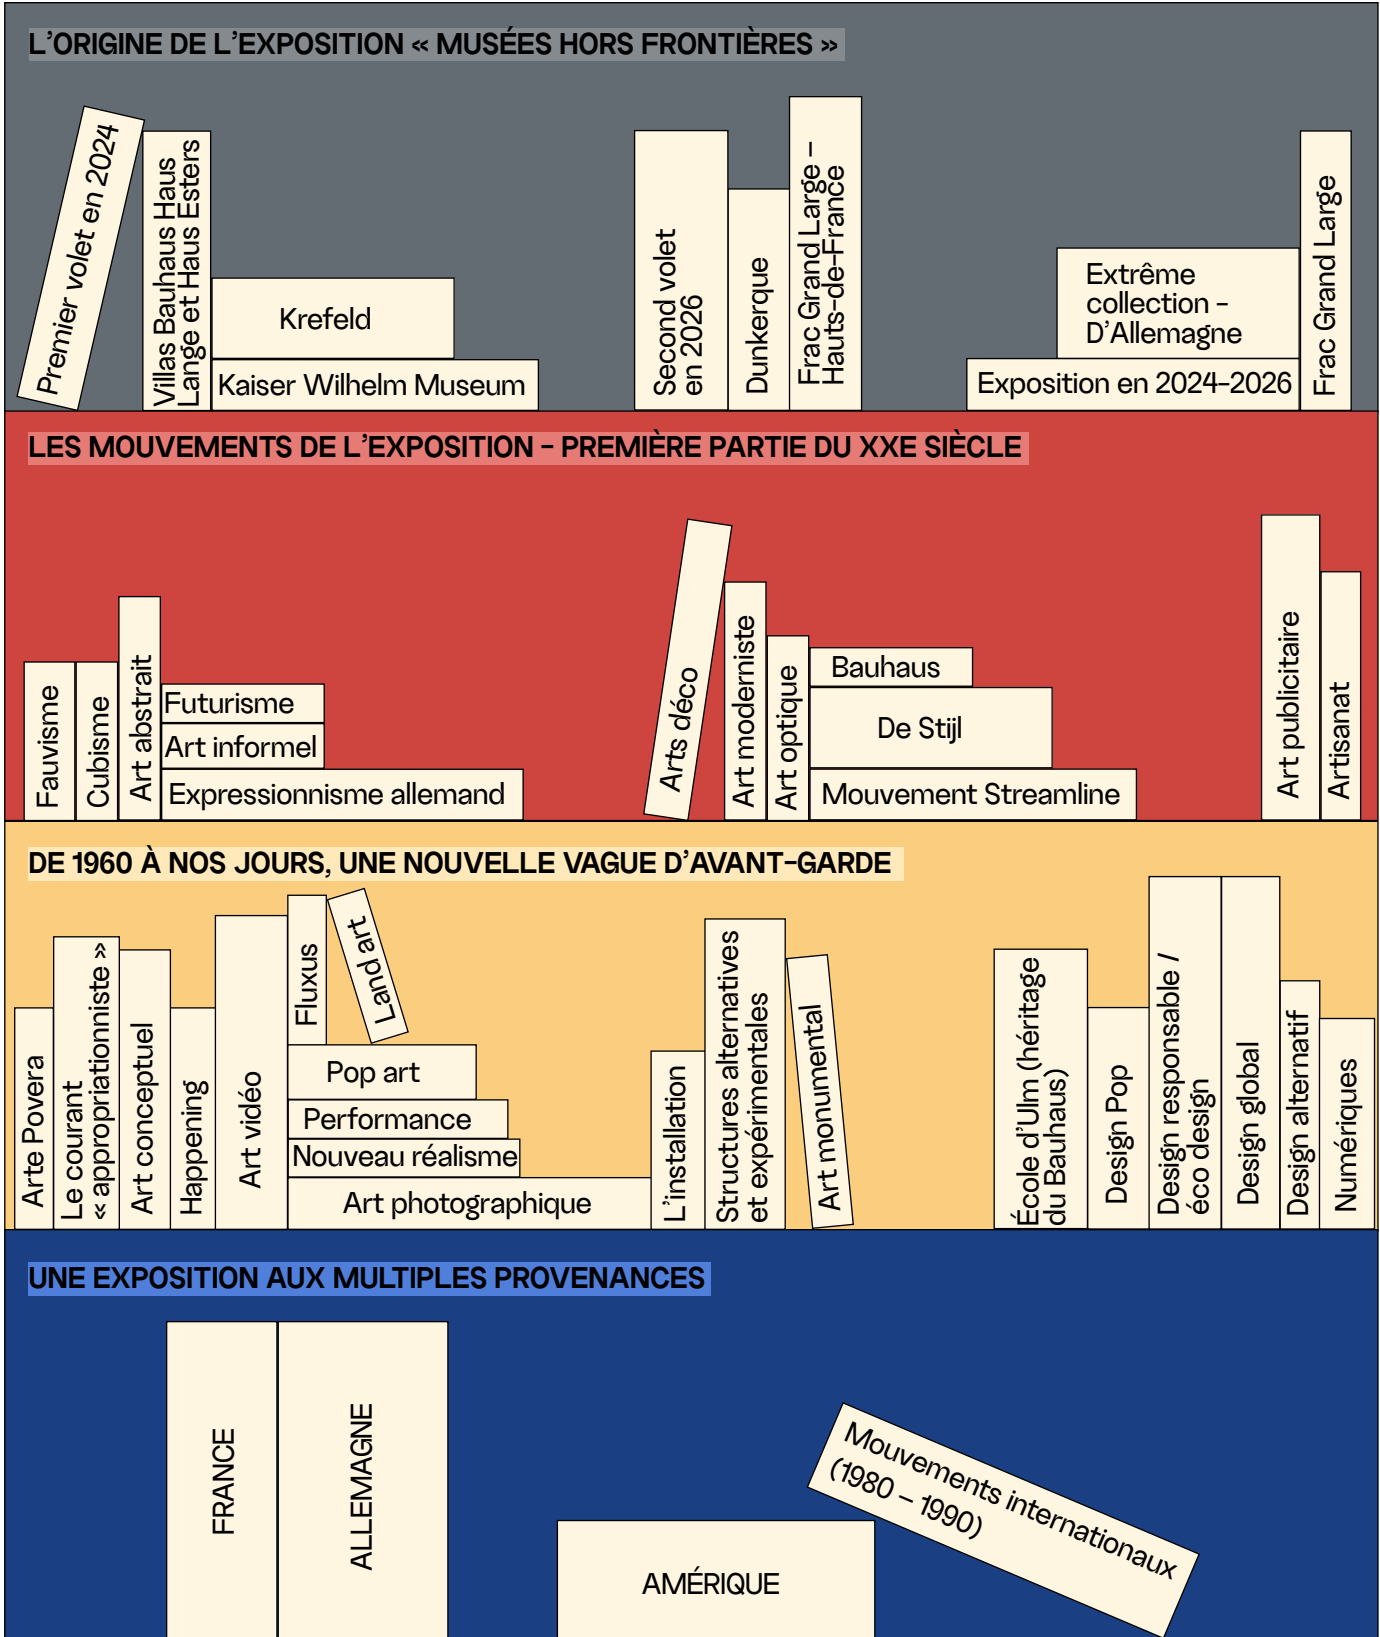 L’ORIGINE DE L’EXPOSITION « MUSÉES HORS FRONTIÈRES »
Premier volet en 2024
Villas Bauhaus Haus
Lange et Haus Esters
Krefeld
Kaiser Wilhelm Museum
Second volet
en 2026
Dunkerque
Frac Grand Large –
Hauts-de-France
Extrême
collection -
D’Allemagne
Exposition en 2024-2026
Frac Grand Large
LES MOUVEMENTS DE L’EXPOSITION - PREMIÈRE PARTIE DU XXE SIÈCLE
Fauvisme
Cubisme
Art abstrait
Futurisme
Art informel
Expressionnisme allemand
Arts déco
Art moderniste
Art optique
Bauhaus
De Stijl
Mouvement Streamline
Art publicitaire
Artisanat
DE 1960 À NOS JOURS, UNE NOUVELLE VAGUE D’AVANT-GARDE
Arte Povera
Le courant
« appropriationniste »
Art conceptuel
Happening
Art vidéo
Fluxus
Land art
Pop art
Performance
Nouveau réalisme
Art photographique
L’installation
Structures alternatives
et expérimentales
Art monumental
École d’Ulm (héritage
du Bauhaus)
Design Pop
Design responsable /
éco design
Design global
Design alternatif
Numériques
UNE EXPOSITION AUX MULTIPLES PROVENANCES
FRANCE
ALLEMAGNE
AMÉRIQUE
Mouvements internationaux
(1980 – 1990)